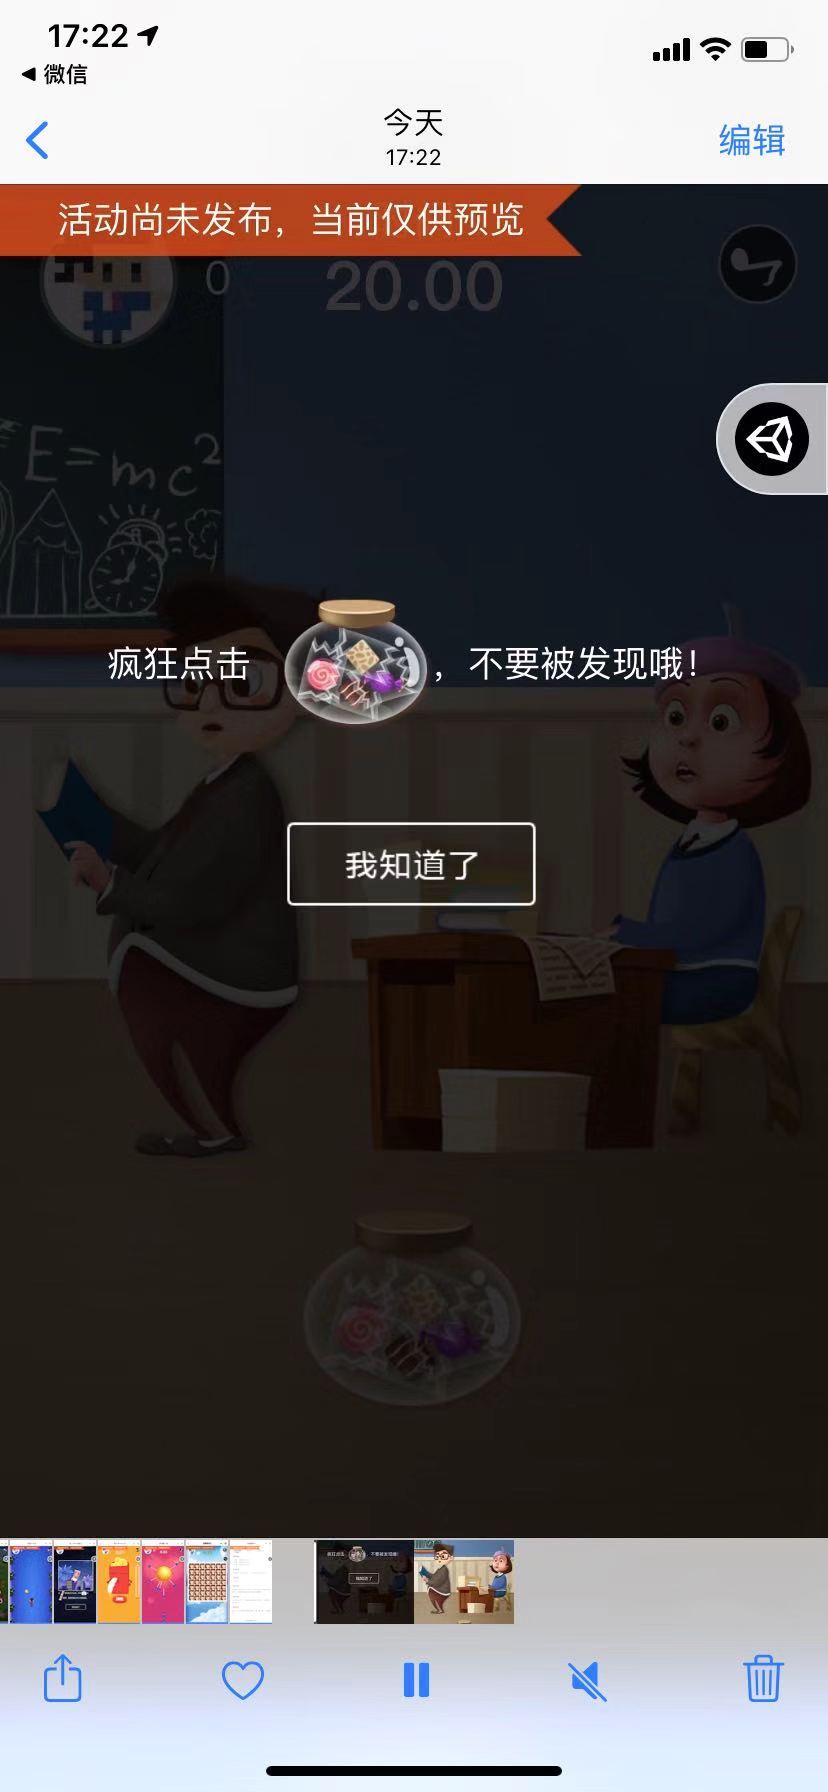 17:22
微信
今天
17:22
编辑
活动尚未发布，当前仅供预览
0
20.00
E=mc²
疯狂点击
，不要被发现哦！
我知道了